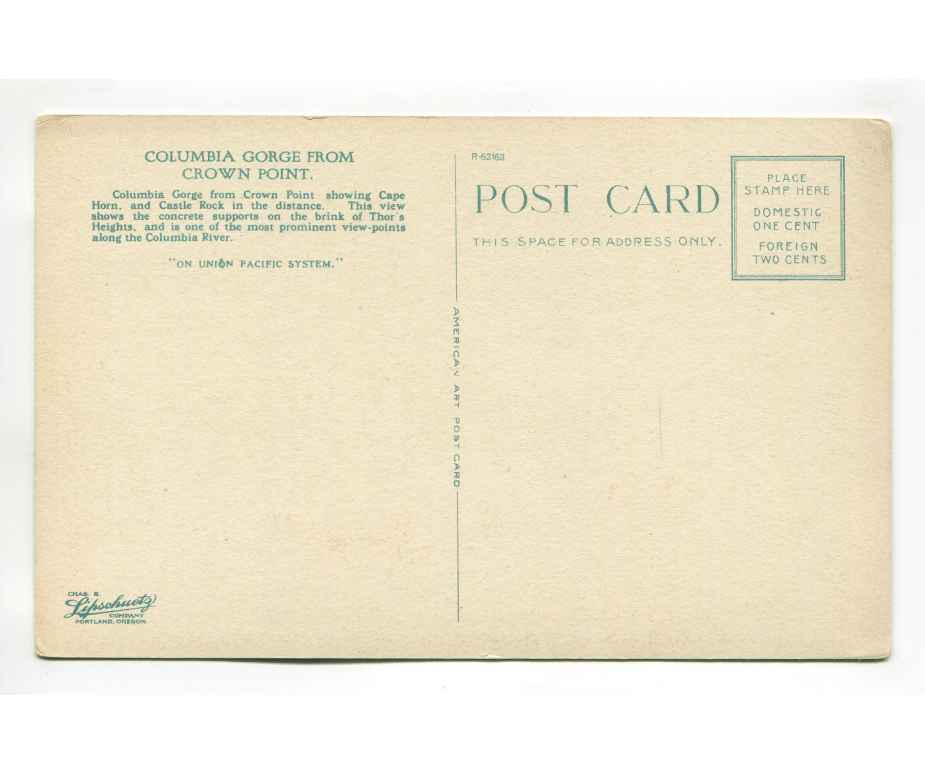 COLUMBIA GORGE FROM
CROWN POINT.
Columbia Gorge from Crown Point showing Cape
Horn, and Castle Rock in the distance. This view
shows the concrete supports on the brink of Thor's
Heights, and is one of the most prominent view-points
along the Columbia River.
"ON UNION PACIFIC SYSTEM."
CHAS. S.
Lipschuetz
COMPANY
PORTLAND, OREGON
AMERICAN ART POST CARD
R-52163
POST CARD
THIS SPACE FOR ADDRESS ONLY.
PLACE
STAMP HERE
DOMESTIC
ONE CENT
FOREIGN
TWO CENTS